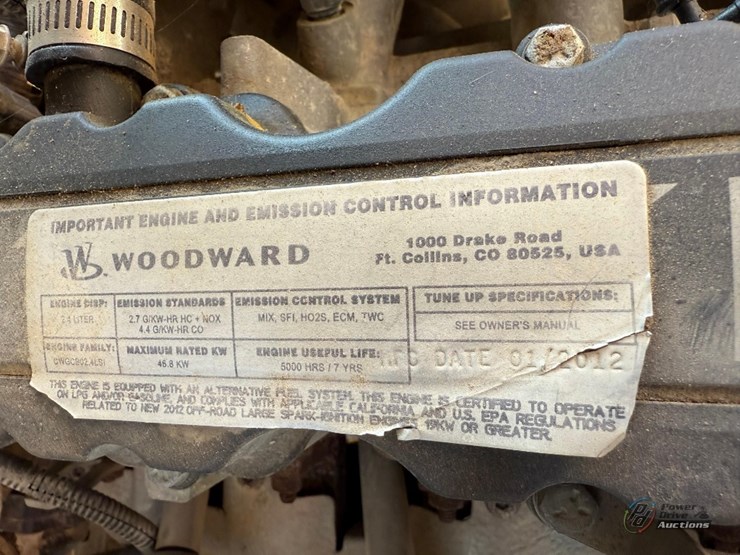 IMPORTANT ENGINE AND EMISSION CONTROL INFORMATION
W WOODWARD
1000 Drake Road
Ft. Collins, CO 80525, USA
ENGINE DISP:
2.4 LITER
EMISSION STANDARDS
2.7 G/KW-HR HC + NOX
4.4 G/KW-HR CO
EMISSION CONTROL SYSTEM
MIX, SFI, HO2S, ECM, TWC
TUNE UP SPECIFICATIONS:
SEE OWNER'S MANUAL
ENGINE FAMILY:
MAXIMUM RATED KW
45.8 KW
ENGINE USEFUL LIFE:
5000 HRS / 7 YRS
MFG DATE 01/2012
THIS ENGINE IS EQUIPPED WITH AN ALTERNATIVE FUEL SYSTEM. THIS ENGINE IS CERTIFIED TO OPERATE
ON LPG AND/OR GASOLINE, AND COMPLIES WITH APPLICABLE CALIFORNIA AND U.S. EPA REGULATIONS
RELATED TO NEW 2012 OFF-ROAD LARGE SPARK-IGNITION 19KW OR GREATER.
Pd Power Drive Auctions